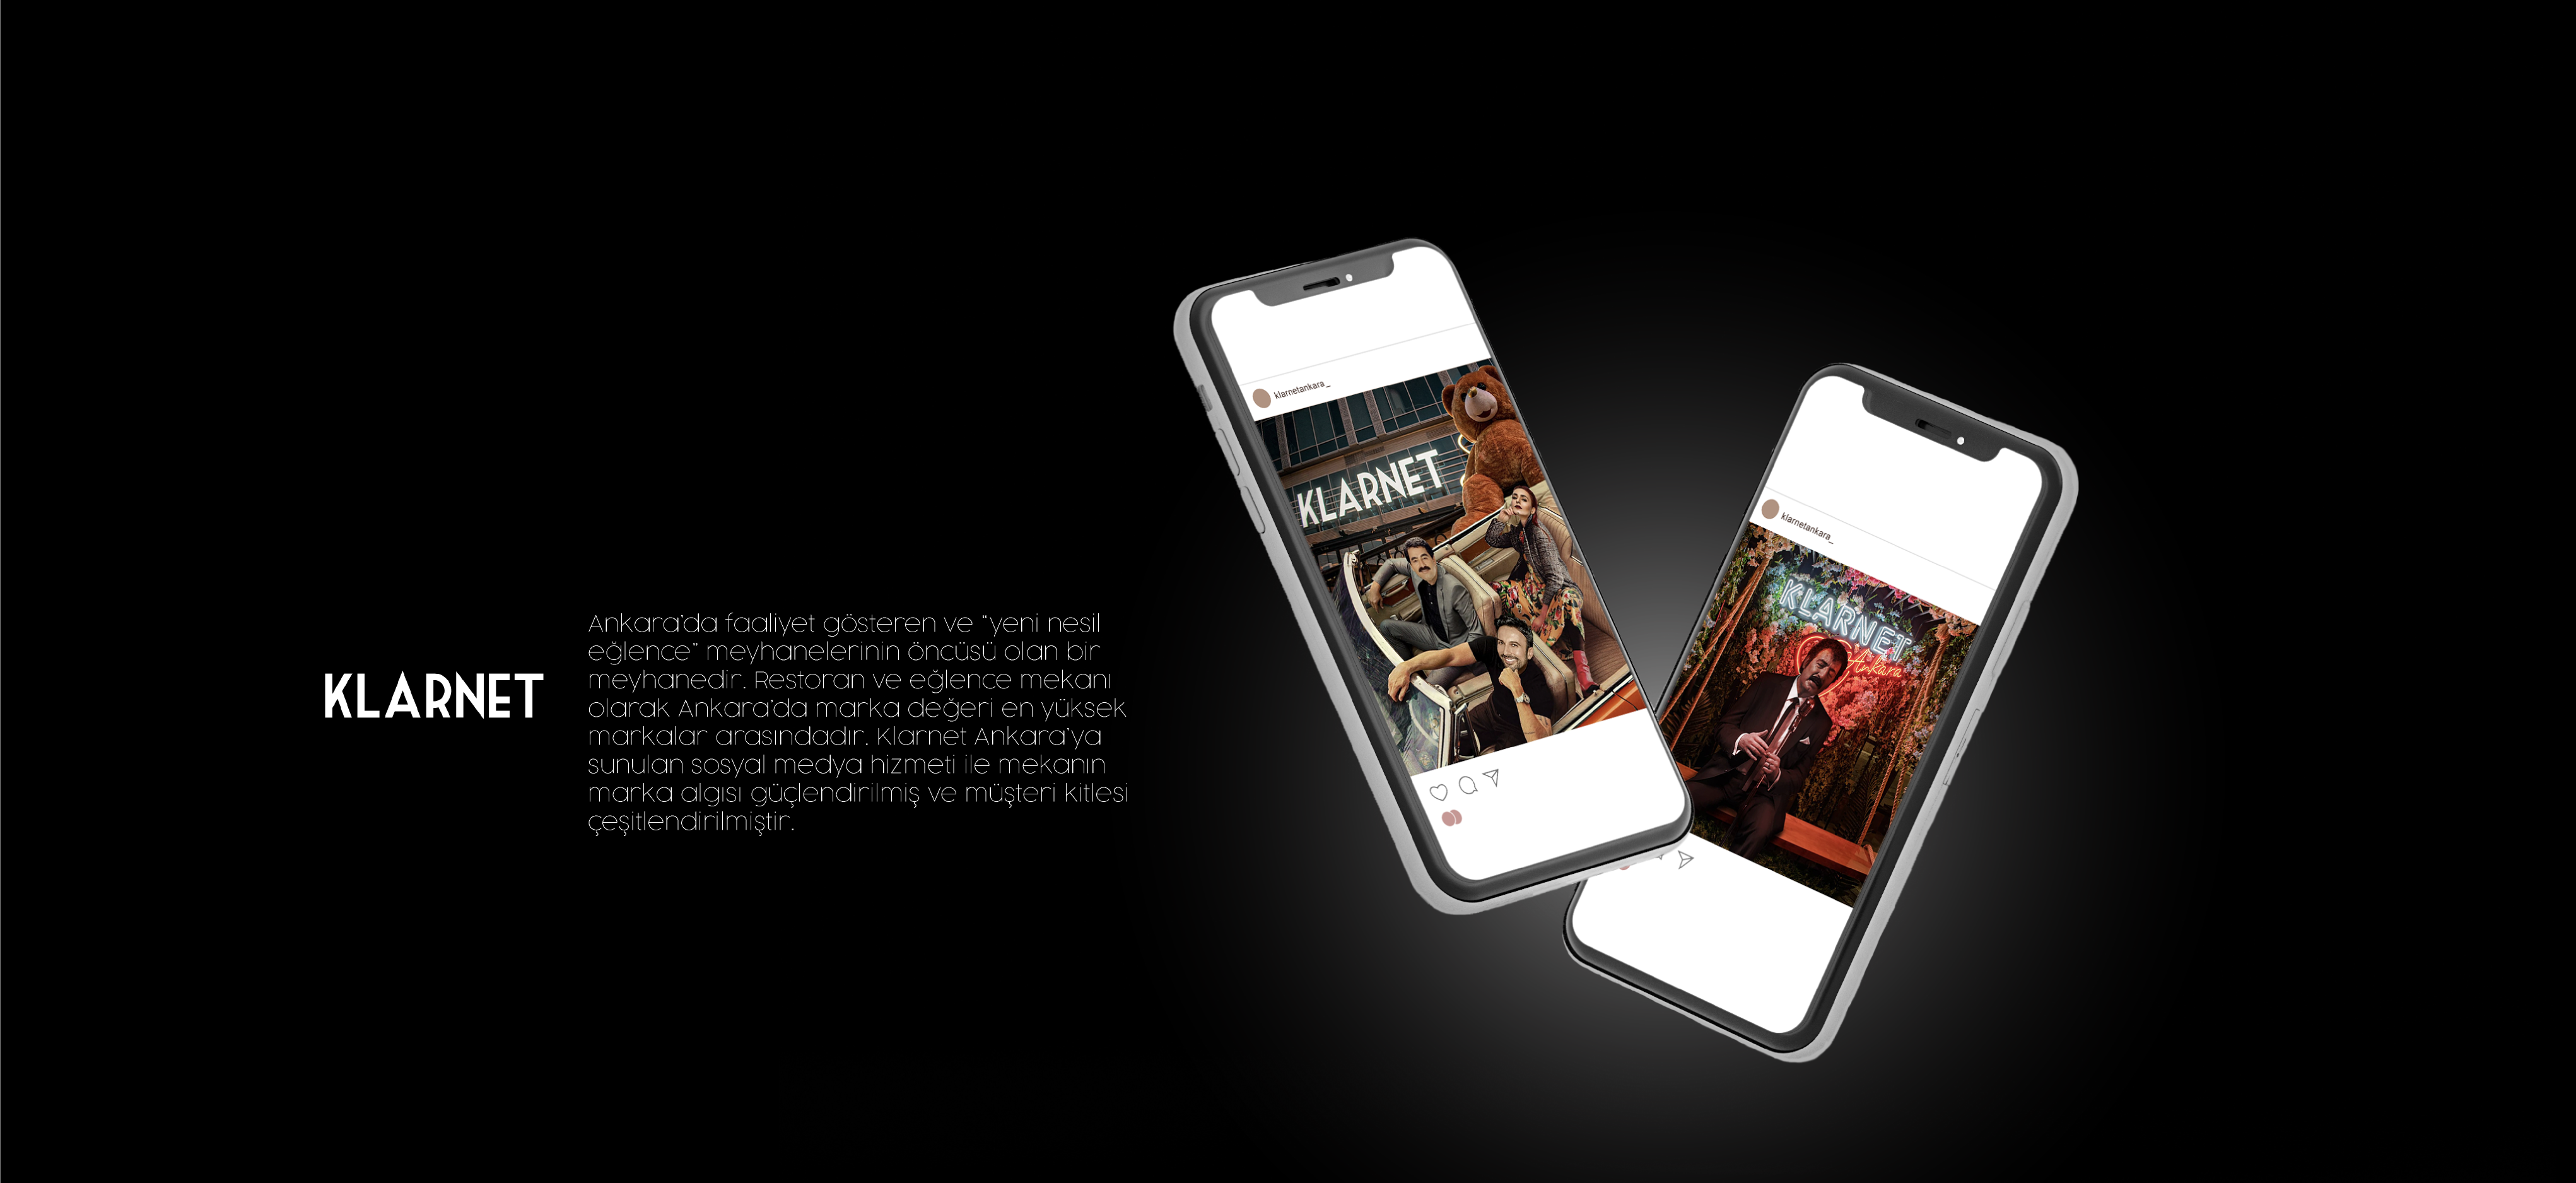 KLARNET
Ankara'da faaliyet gösteren ve "yeni nesil
eğlence" meyhanelerinin öncüsü olan bir
meyhanedir. Restoran ve eğlence mekanı
olarak Ankara'da marka değeri en yüksek
markalar arasındadır. Klarnet Ankara'ya
sunulan sosyal medya hizmeti ile mekanın
marka algısı güçlendirilmiş ve müşteri kitlesi
çeşitlendirilmiştir.
klarnetankara_
KLARNET
klarnetankara_
KLARNET
Ankara